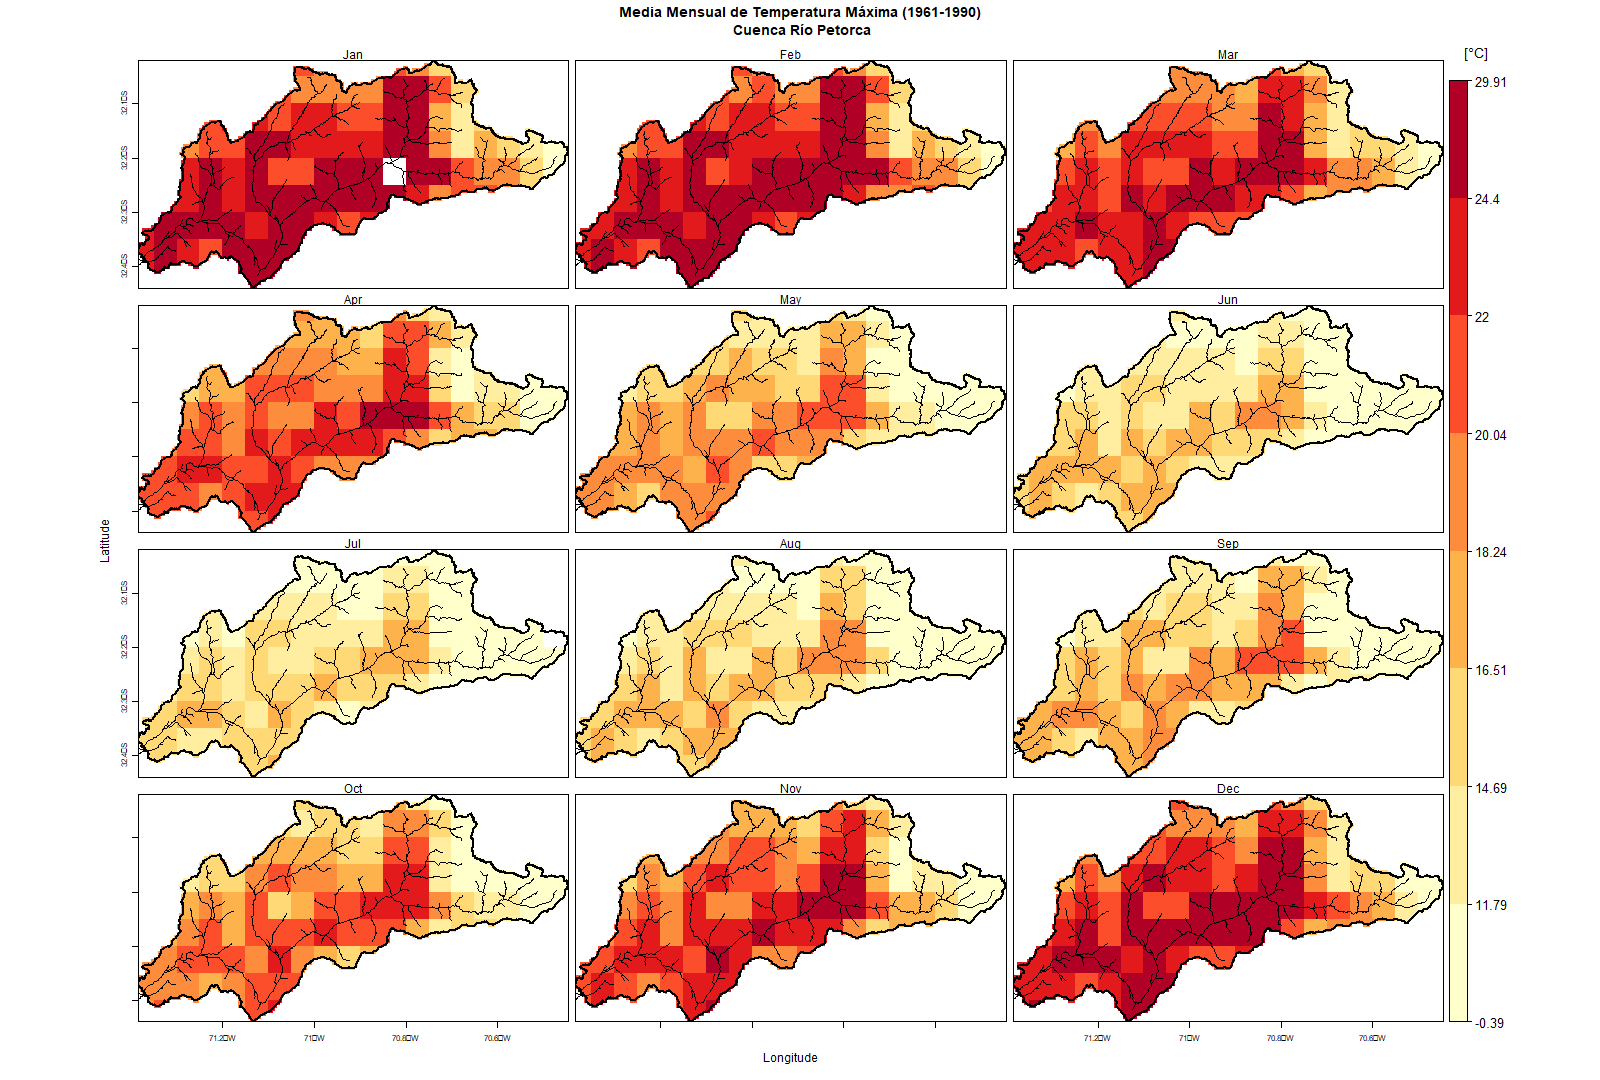 Media Mensual de Temperatura Máxima (1961-1990)
Cuenca Río Petorca
Jan
Feb
Mar
[°C]
29.91
24.4
22
20.04
18.24
16.51
14.69
11.79
-0.39
32.1□S
32.2□S
32.3□S
32.4□S
Apr
May
Jun
Latitude
Jul
Aug
Sep
32.1□S
32.2□S
32.3□S
32.4□S
Oct
Nov
Dec
71.2□W
71□W
70.8□W
70.6□W
71.2□W
71□W
70.8□W
70.6□W
Longitude